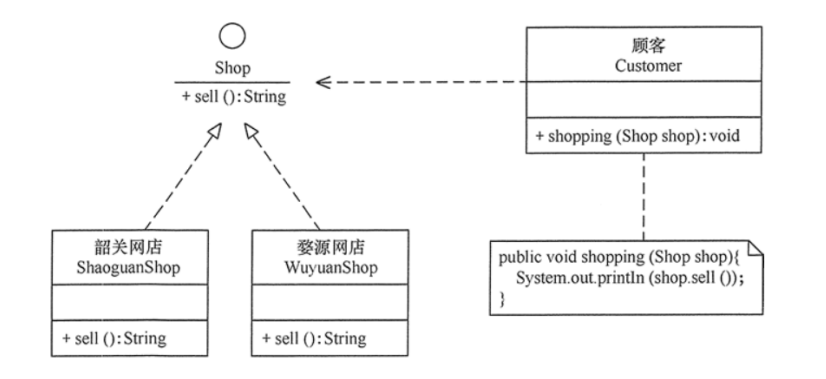 Shop
+ sell ():String
顾客
Customer
+ shopping (Shop shop):void
韶关网店
ShaoguanShop
+ sell ():String
婺源网店
WuyuanShop
+ sell ():String
public void shopping (Shop shop){
System.out.println (shop.sell ());
}